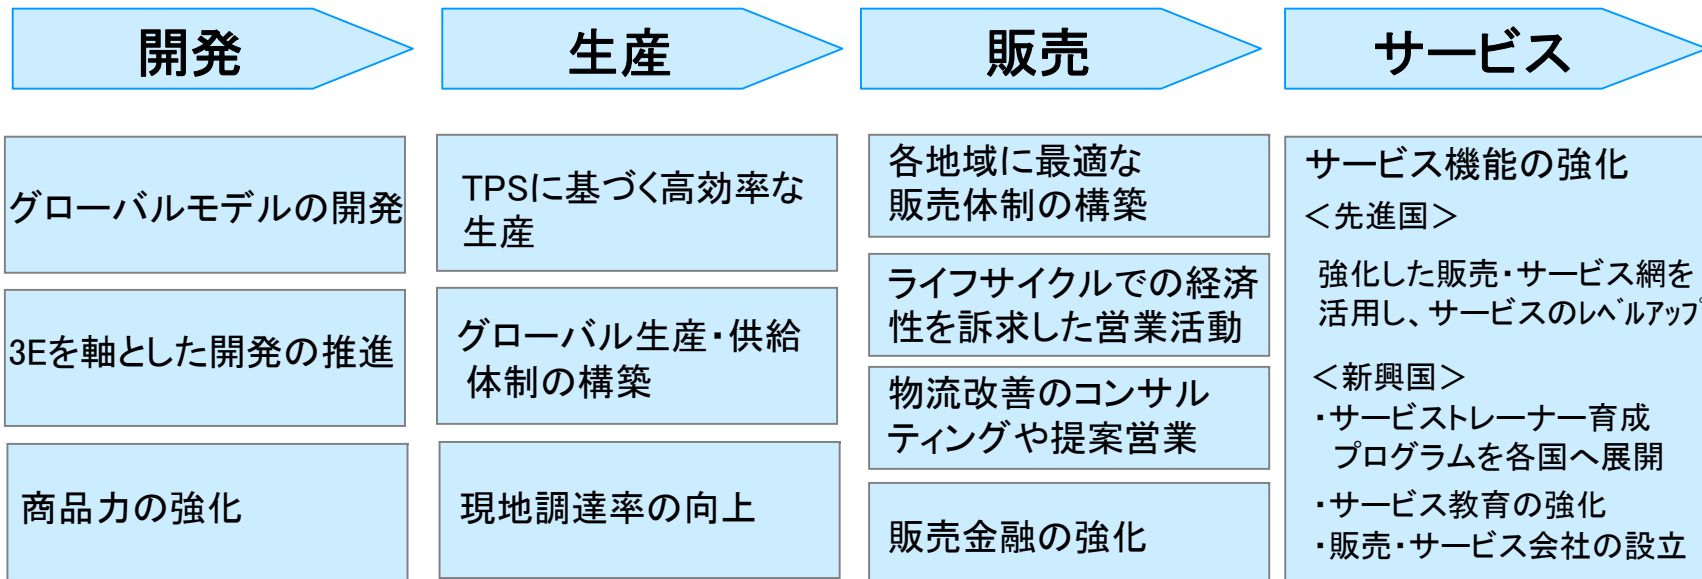 開発
生産
販売
サービス
グローバルモデルの開発
3Eを軸とした開発の推進
商品力の強化
TPSに基づく高効率な
生産
グローバル生産・供給
体制の構築
現地調達率の向上
各地域に最適な
販売体制の構築
ライフサイクルでの経済
性を訴求した営業活動
物流改善のコンサル
ティングや提案営業
販売金融の強化
サービス機能の強化
＜先進国＞
強化した販売・サービス網を
活用し、サービスのﾚﾍﾞﾙｱｯﾌﾟ
＜新興国＞
・サービストレーナー育成
プログラムを各国へ展開
・サービス教育の強化
・販売・サービス会社の設立